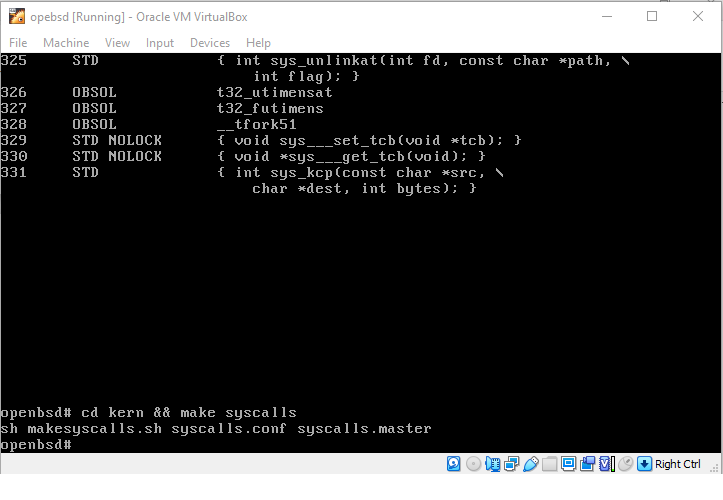 opebsd [Running] - Oracle VM VirtualBox
File Machine View Input Devices Help
325 STD { int sys_unlinkat(int fd, const char *path, \
int flag); }
326 OBSOL t32_utimensat
327 OBSOL t32_futimens
328 OBSOL __tfork51
329 STD NOLOCK { void sys___set_tcb(void *tcb); }
330 STD NOLOCK { void *sys___get_tcb(void); }
331 STD { int sys_kcp(const char *src, \
char *dest, int bytes); }
openbsd# cd kern && make syscalls
sh makesyscalls.sh syscalls.conf syscalls.master
openbsd#
Right Ctrl